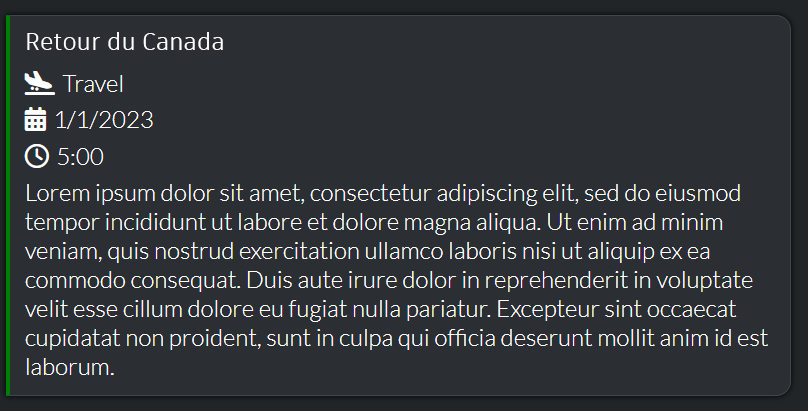 Retour du Canada
Travel
1/1/2023
5:00
Lorem ipsum dolor sit amet, consectetur adipiscing elit, sed do eiusmod
tempor incididunt ut labore et dolore magna aliqua. Ut enim ad minim
veniam, quis nostrud exercitation ullamco laboris nisi ut aliquip ex ea
commodo consequat. Duis aute irure dolor in reprehenderit in voluptate
velit esse cillum dolore eu fugiat nulla pariatur. Excepteur sint occaecat
cupidatat non proident, sunt in culpa qui officia deserunt mollit anim id est
laborum.